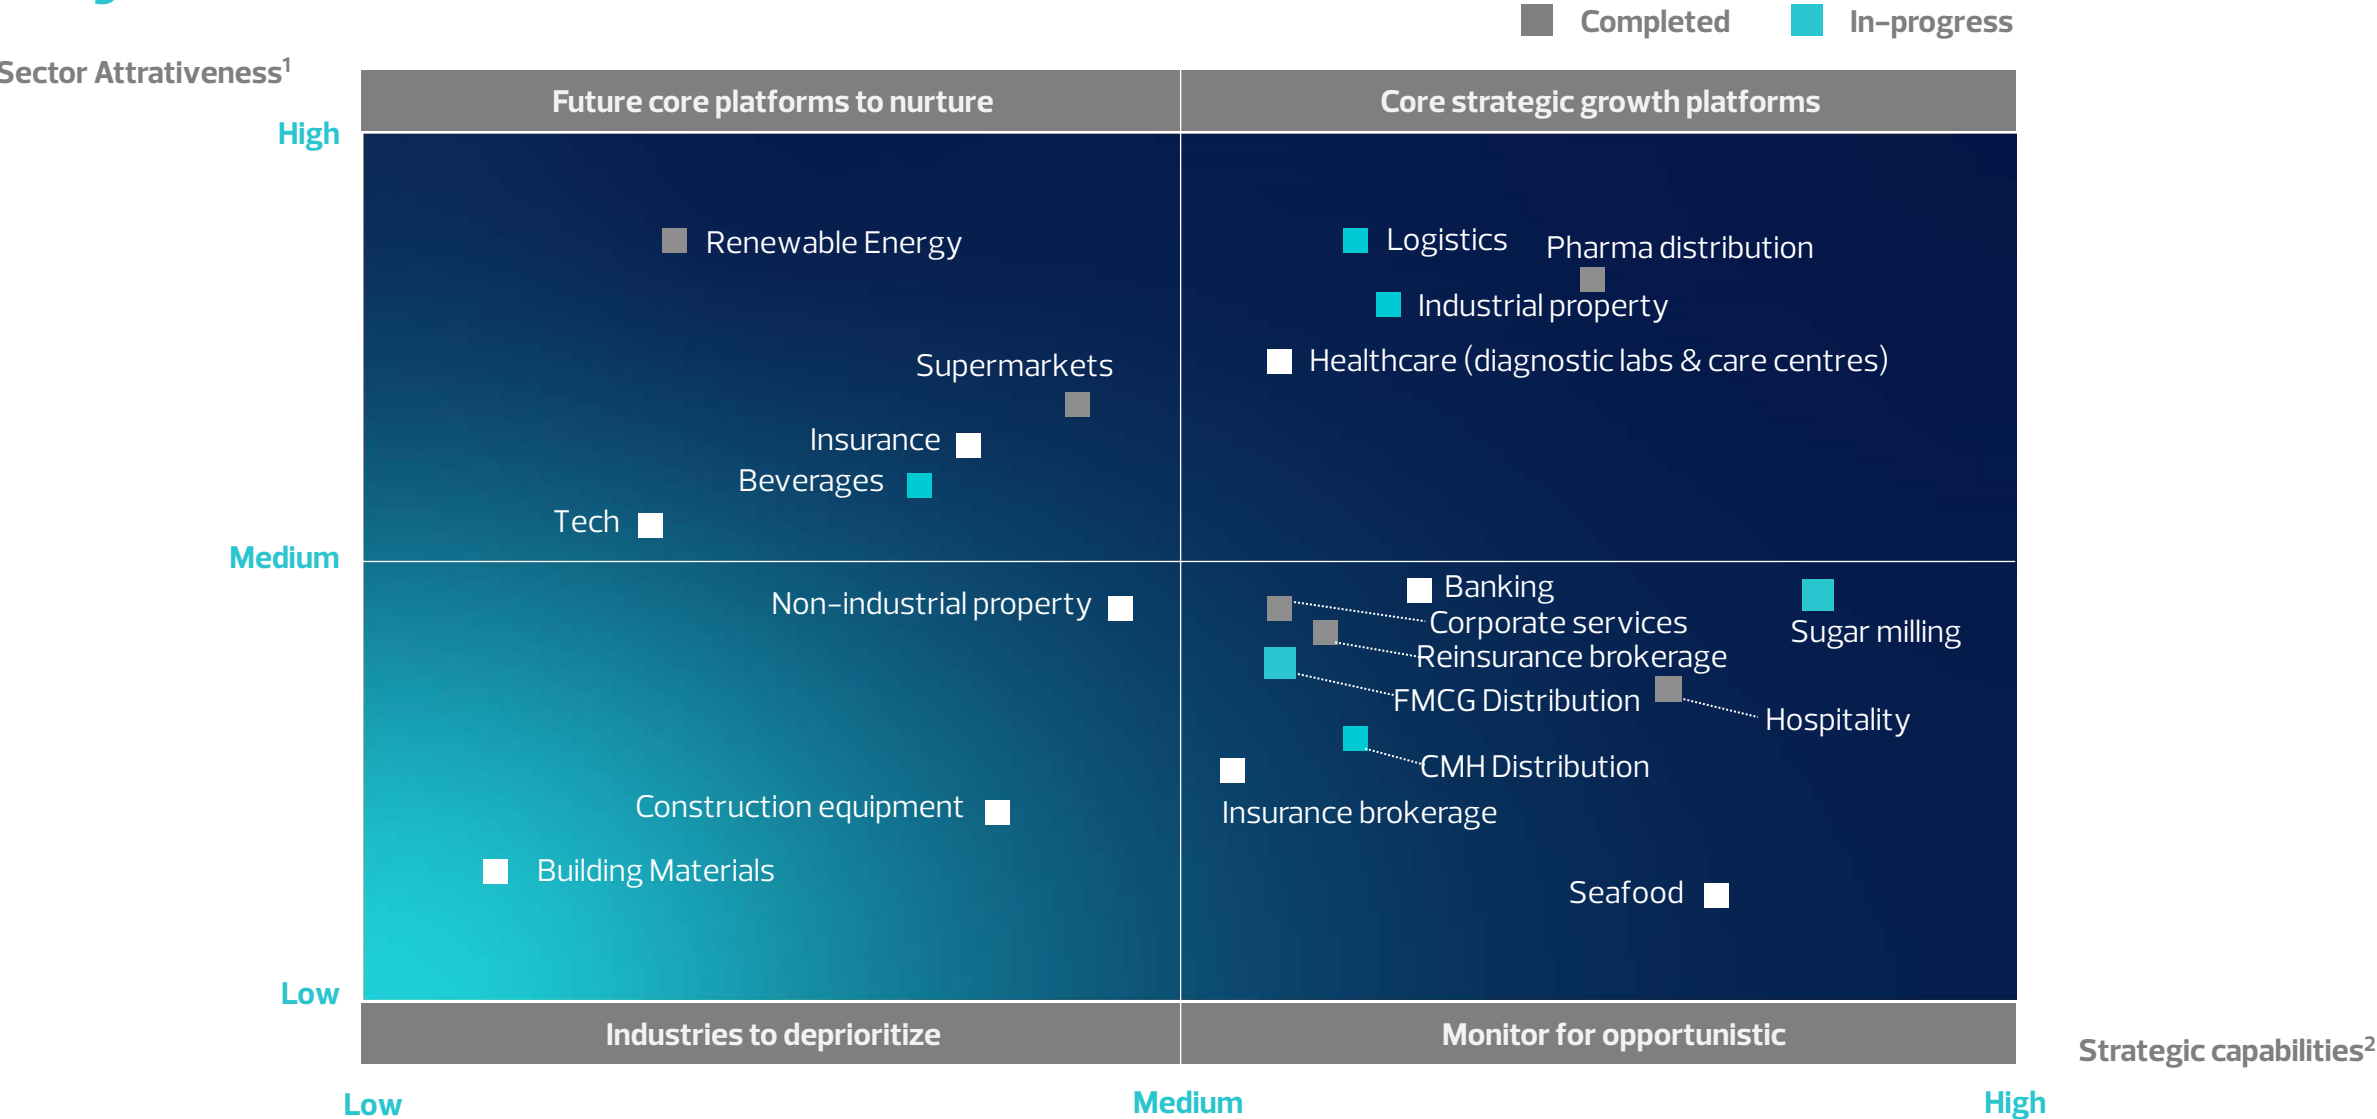 Completed
In-progress
Sector Attrativeness1
Future core platforms to nurture
Core strategic growth platforms
High
Renewable Energy
Logistics
Pharma distribution
Industrial property
Healthcare (diagnostic labs & care centres)
Supermarkets
Insurance
Beverages
Tech
Medium
Non-industrial property
Banking
Corporate services
Sugar milling
Reinsurance brokerage
FMCG Distribution
Hospitality
CMH Distribution
Construction equipment
Insurance brokerage
Building Materials
Seafood
Low
Industries to deprioritize
Monitor for opportunistic
Strategic capabilities2
Low
Medium
High